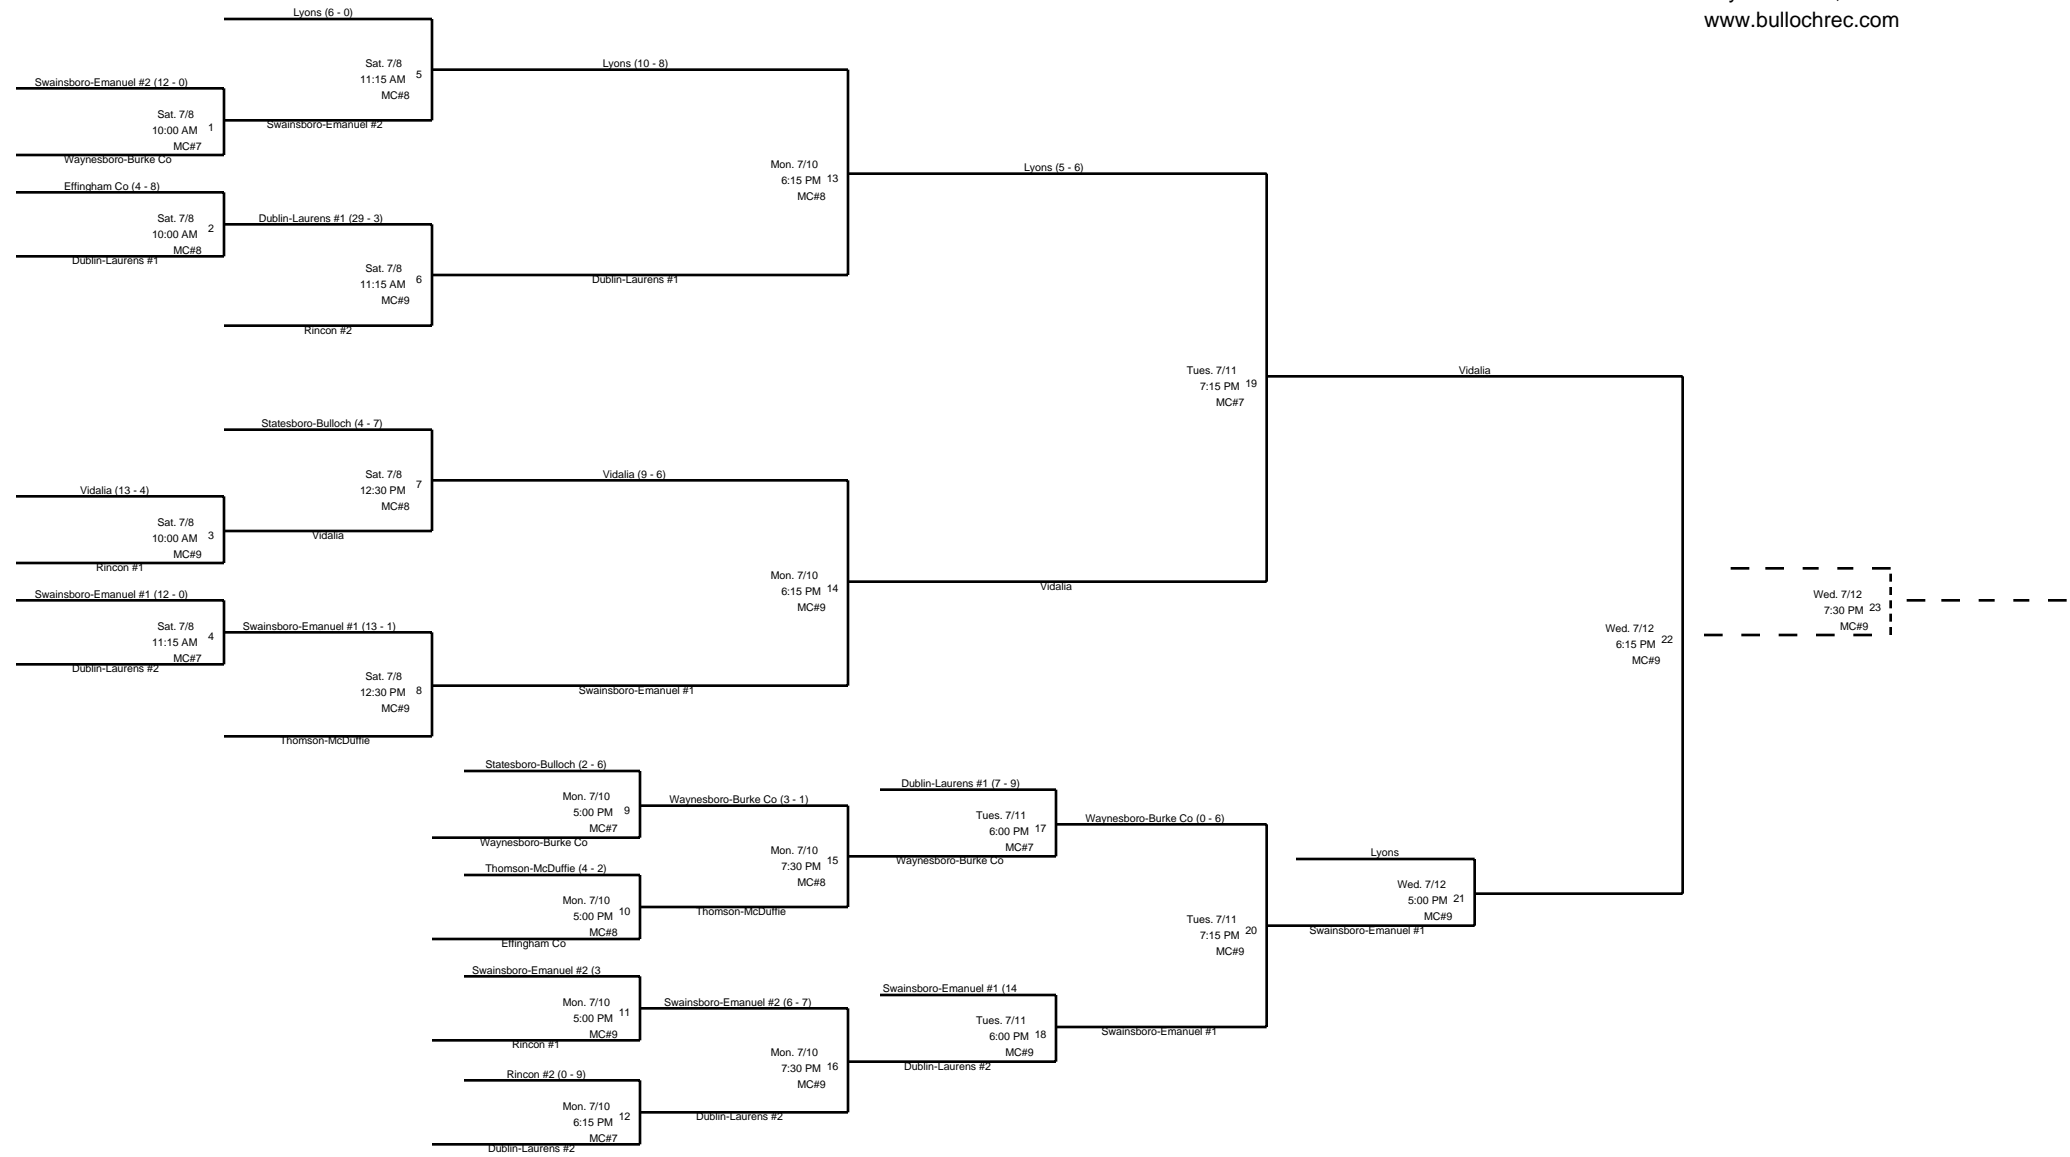 www.bullochrec.com
Lyons (6 - 0)
Sat. 7/8
11:15 AM 5
MC#8
Lyons (10 - 8)
Swainsboro-Emanuel #2 (12 - 0)
Sat. 7/8
10:00 AM 1
MC#7
Swainsboro-Emanuel #2
Waynesboro-Burke Co
Mon. 7/10
6:15 PM 13
MC#8
Lyons (5 - 6)
Effingham Co (4 - 8)
Sat. 7/8
10:00 AM 2
MC#8
Dublin-Laurens #1 (29 - 3)
Dublin-Laurens #1
Sat. 7/8
11:15 AM 6
MC#9
Dublin-Laurens #1
Rincon #2
Tues. 7/11
7:15 PM 19
MC#7
Vidalia
Statesboro-Bulloch (4 - 7)
Sat. 7/8
12:30 PM 7
MC#8
Vidalia (9 - 6)
Vidalia (13 - 4)
Sat. 7/8
10:00 AM 3
MC#9
Vidalia
Rincon #1
Mon. 7/10
6:15 PM 14
MC#9
Vidalia
Swainsboro-Emanuel #1 (12 - 0)
Sat. 7/8
11:15 AM 4
MC#7
Swainsboro-Emanuel #1 (13 - 1)
Dublin-Laurens #2
Sat. 7/8
12:30 PM 8
MC#9
Swainsboro-Emanuel #1
Thomson-McDuffie
Wed. 7/12
6:15 PM 22
MC#9
Wed. 7/12
7:30 PM 23
MC#9
Statesboro-Bulloch (2 - 6)
Mon. 7/10
5:00 PM 9
MC#7
Waynesboro-Burke Co (3 - 1)
Waynesboro-Burke Co
Dublin-Laurens #1 (7 - 9)
Tues. 7/11
6:00 PM 17
MC#7
Waynesboro-Burke Co (0 - 6)
Mon. 7/10
7:30 PM 15
MC#8
Waynesboro-Burke Co
Thomson-McDuffie (4 - 2)
Mon. 7/10
5:00 PM 10
MC#8
Thomson-McDuffie
Effingham Co
Tues. 7/11
7:15 PM 20
MC#9
Lyons
Wed. 7/12
5:00 PM 21
MC#9
Swainsboro-Emanuel #1
Swainsboro-Emanuel #2 (3
Mon. 7/10
5:00 PM 11
MC#9
Swainsboro-Emanuel #2 (6 - 7)
Rincon #1
Swainsboro-Emanuel #1 (14
Tues. 7/11
6:00 PM 18
MC#9
Swainsboro-Emanuel #1
Mon. 7/10
7:30 PM 16
MC#9
Dublin-Laurens #2
Rincon #2 (0 - 9)
Mon. 7/10
6:15 PM 12
MC#7
Dublin-Laurens #2
Dublin-Laurens #2